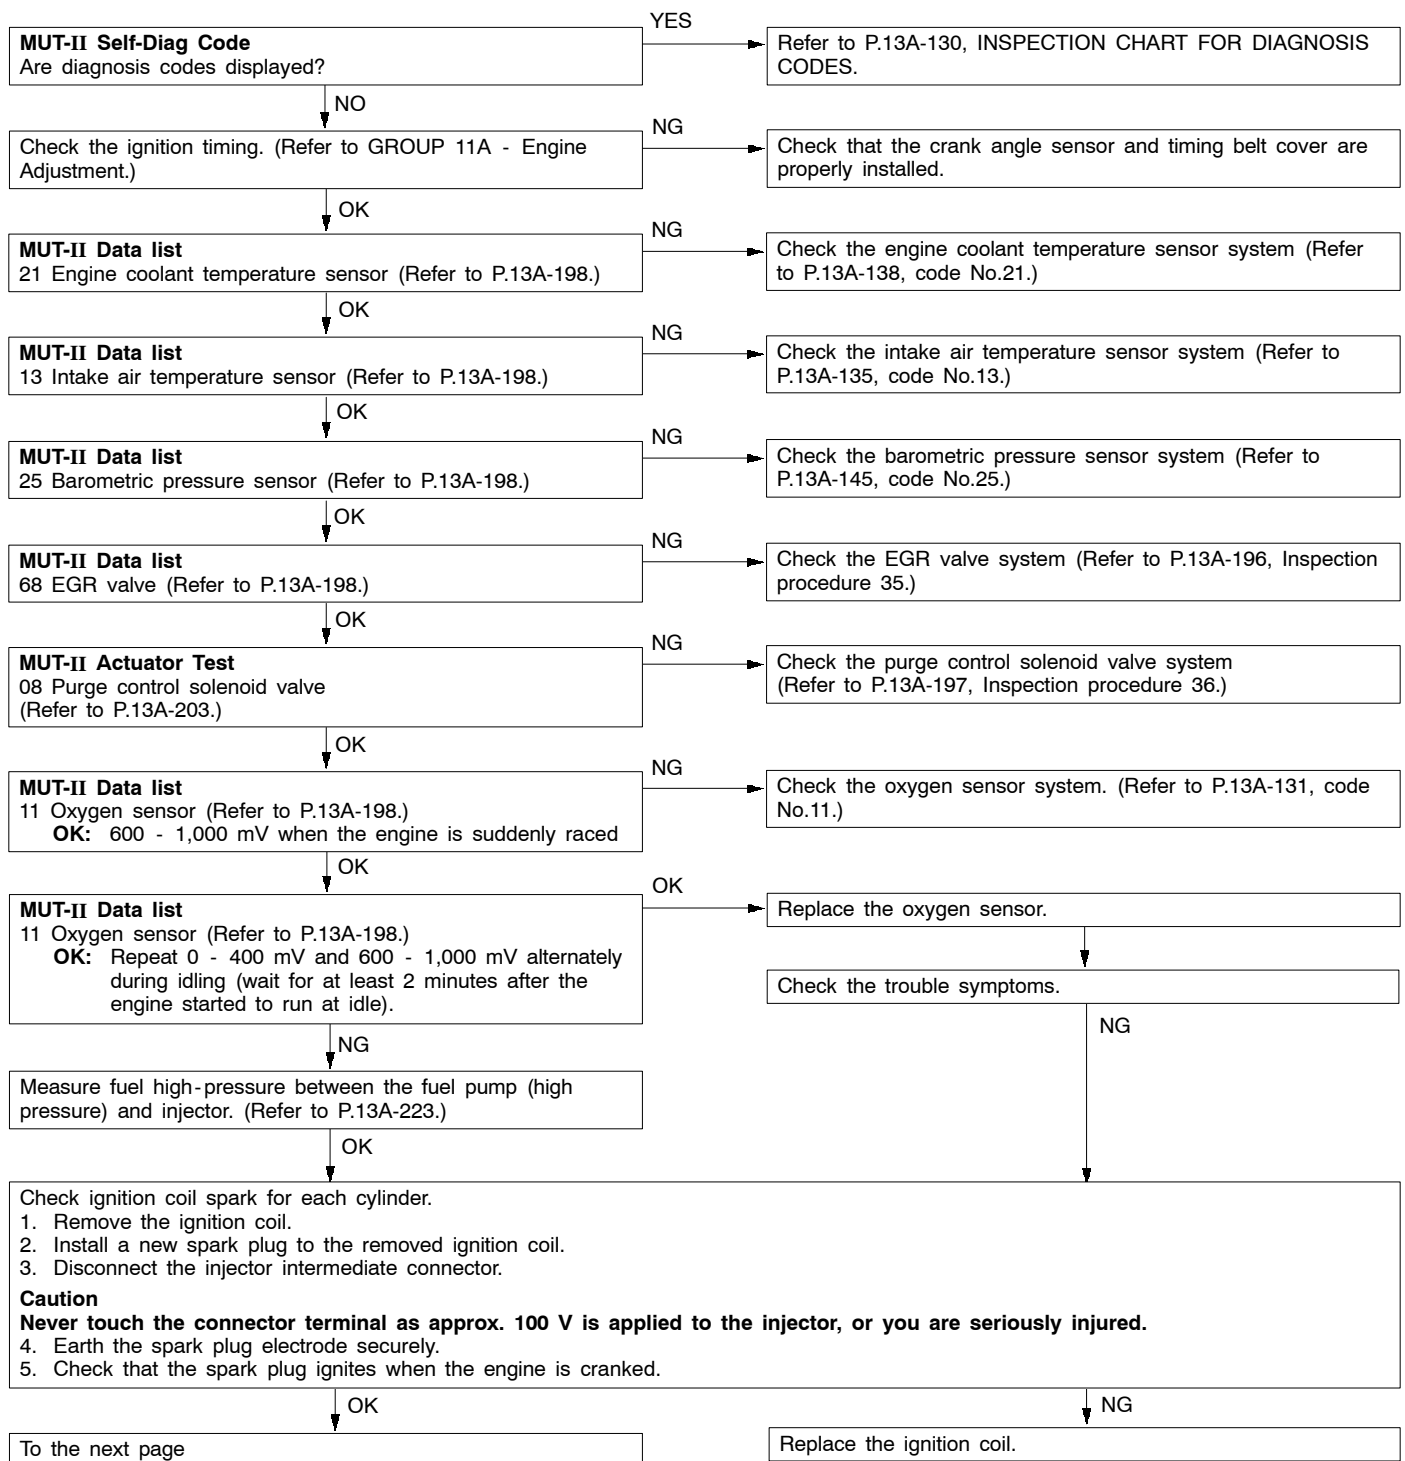 YES
MUT-II Self-Diag Code
Are diagnosis codes displayed?
Refer to P.13A-130, INSPECTION CHART FOR DIAGNOSIS
CODES.
NO
Check the ignition timing. (Refer to GROUP 11A - Engine
Adjustment.)
NG
Check that the crank angle sensor and timing belt cover are
properly installed.
OK
MUT-II Data list
21 Engine coolant temperature sensor (Refer to P.13A-198.)
NG
Check the engine coolant temperature sensor system (Refer
to P.13A-138, code No.21.)
OK
MUT-II Data list
13 Intake air temperature sensor (Refer to P.13A-198.)
NG
Check the intake air temperature sensor system (Refer to
P.13A-135, code No.13.)
OK
MUT-II Data list
25 Barometric pressure sensor (Refer to P.13A-198.)
NG
Check the barometric pressure sensor system (Refer to
P.13A-145, code No.25.)
OK
MUT-II Data list
68 EGR valve (Refer to P.13A-198.)
NG
Check the EGR valve system (Refer to P.13A-196, Inspection
procedure 35.)
OK
MUT-II Actuator Test
08 Purge control solenoid valve
(Refer to P.13A-203.)
NG
Check the purge control solenoid valve system
(Refer to P.13A-197, Inspection procedure 36.)
OK
MUT-II Data list
11 Oxygen sensor (Refer to P.13A-198.)
OK: 600 - 1,000 mV when the engine is suddenly raced
NG
Check the oxygen sensor system. (Refer to P.13A-131, code
No.11.)
OK
MUT-II Data list
11 Oxygen sensor (Refer to P.13A-198.)
OK: Repeat 0 - 400 mV and 600 - 1,000 mV alternately
during idling (wait for at least 2 minutes after the
engine started to run at idle).
OK
Replace the oxygen sensor.
Check the trouble symptoms.
NG
NG
Measure fuel high-pressure between the fuel pump (high
pressure) and injector. (Refer to P.13A-223.)
OK
Check ignition coil spark for each cylinder.
1. Remove the ignition coil.
2. Install a new spark plug to the removed ignition coil.
3. Disconnect the injector intermediate connector.
Caution
Never touch the connector terminal as approx. 100 V is applied to the injector, or you are seriously injured.
4. Earth the spark plug electrode securely.
5. Check that the spark plug ignites when the engine is cranked.
OK
NG
To the next page
Replace the ignition coil.